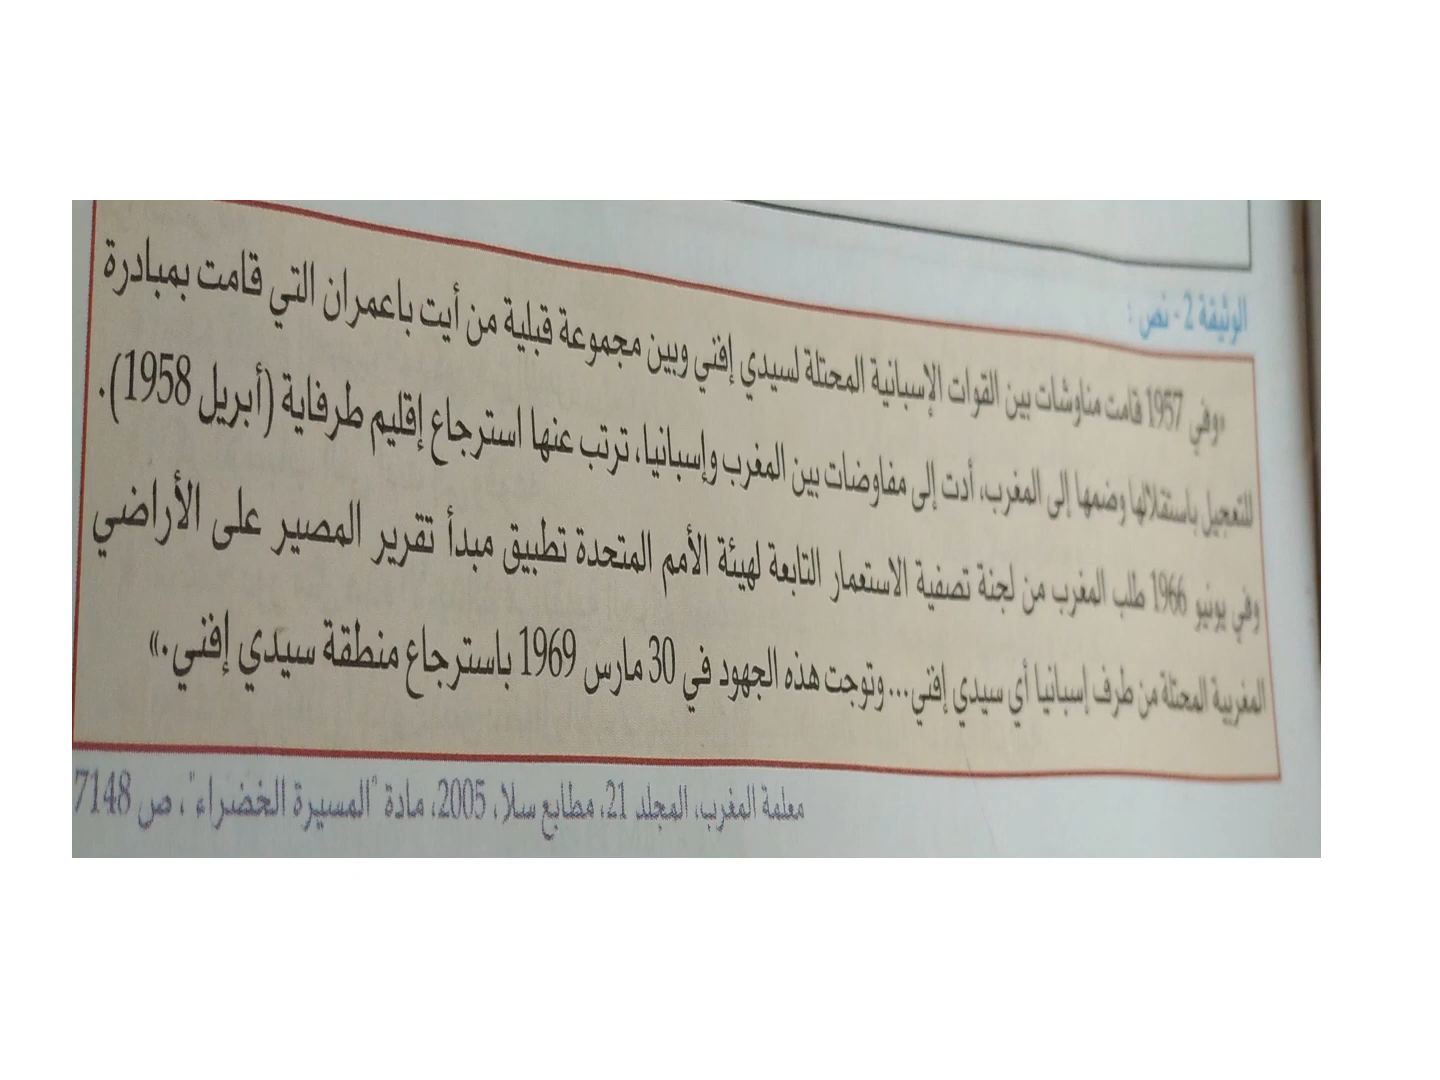 الوثيقة 2 - نص :
«وفي 1957 قامت مناوشات بين القوات الإسبانية المحتلة لسيدي إفني وبين مجموعة قبلية من أيت باعمران التي قامت بمبادرة
للتعجيل باستقلالها وضمها إلى المغرب، أدت إلى مفاوضات بين المغرب وإسبانيا، ترتب عنها استرجاع إقليم طرفاية (أبريل 1958).
وفي يونيو 1966 طلب المغرب من لجنة تصفية الاستعمار التابعة لهيئة الأمم المتحدة تطبيق مبدأ تقرير المصير على الأراضي
المغربية المحتلة من طرف إسبانيا أي سيدي إفني... وتوجت هذه الجهود في 30 مارس 1969 باسترجاع منطقة سيدي إفني.»
معلمة المغرب، المجلد 21، مطابع سلا، 2005، مادة "المسيرة الخضراء"، ص 7148